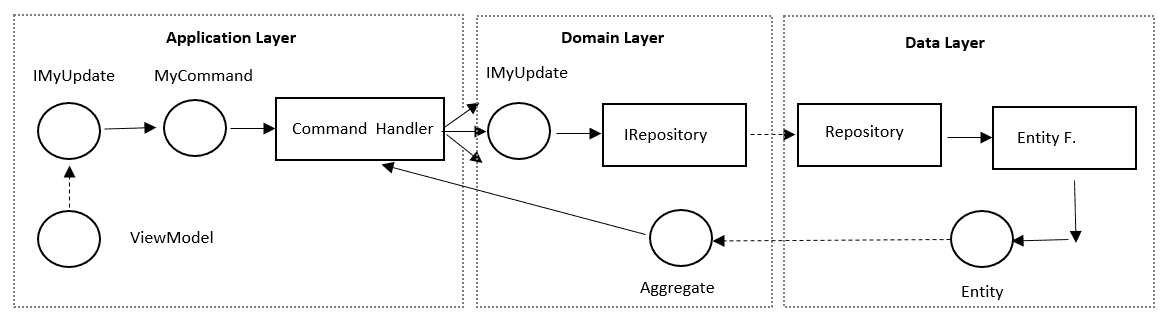 Application Layer
Domain Layer
Data Layer
IMyUpdate
MyCommand
IMyUpdate
Command Handler
IRepository
Repository
Entity F.
ViewModel
Aggregate
Entity